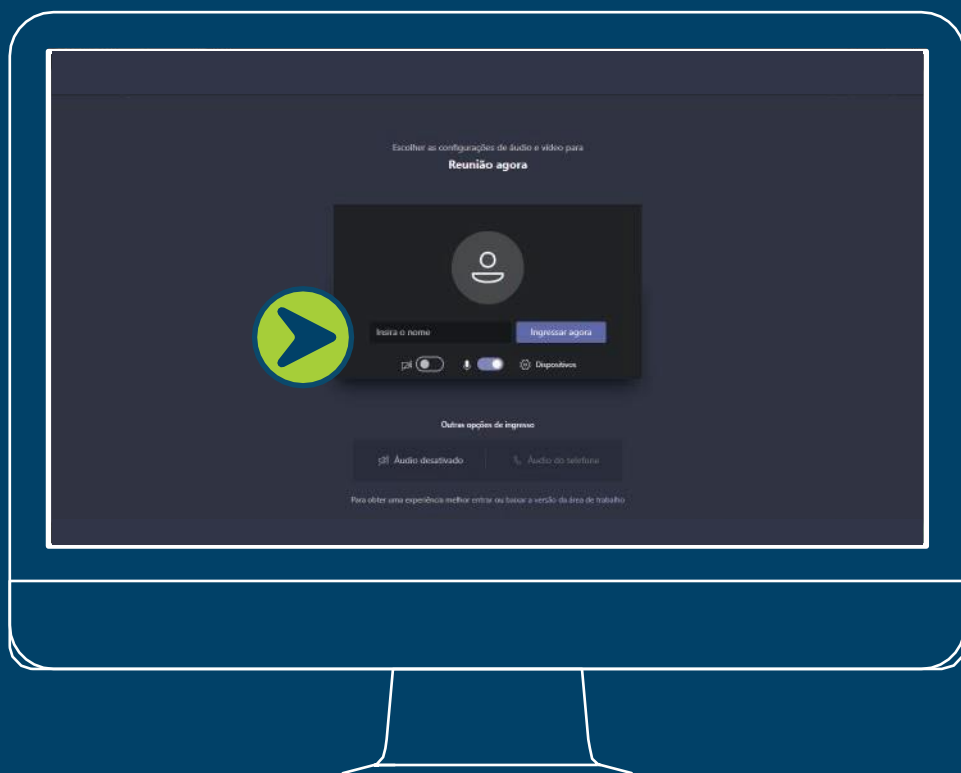 Escolher as configurações de áudio e vídeo para
Reunião agora
Insira o nome
Ingressar agora
Dispositivos
Outras opções de ingresso
Áudio desativado
Áudio do telefone
Para obter uma experiência melhor entrar ou baixar a versão da área de trabalho